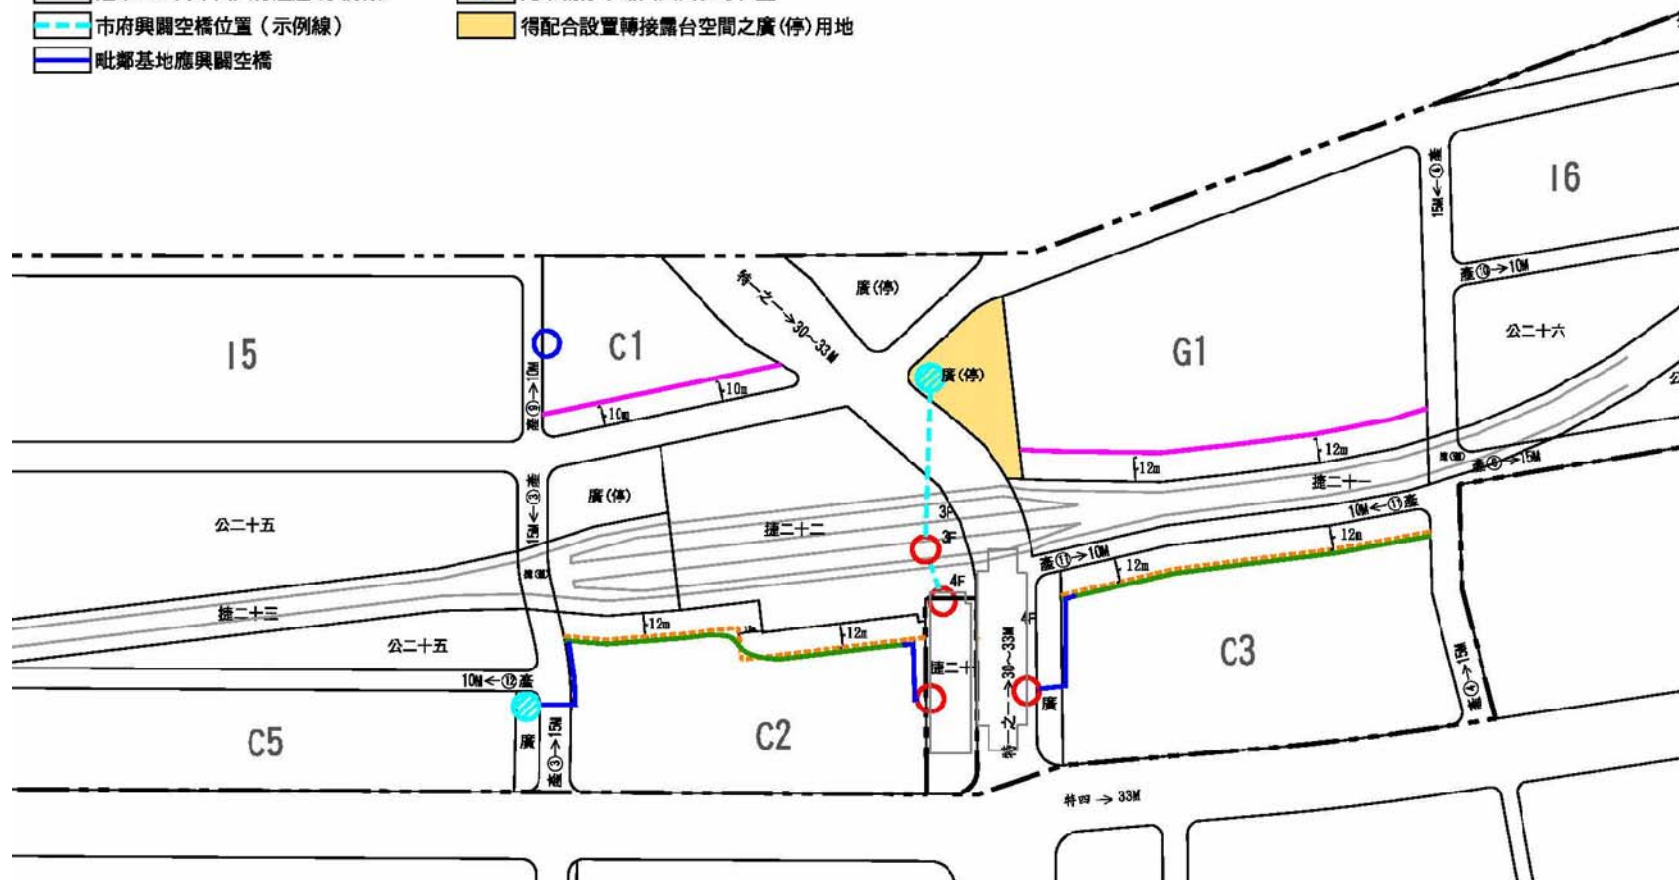 市府興闢空橋位置（示例線）
得配合設置轉接露台空間之廣(停)用地
毗鄰基地應興闢空橋
I6
15M←⑥產
產⑩→10M
廣(停)
特一之一→30~33M
I5
C1
G1
公二十六
廣(停)
產⑨→10M
10m
10m
12m
12m
產⑧→15M
捷二十一
15M←③產
廣(停)
公二十五
捷二十二
3F
3F
10M←⑪產
產⑪→10M
12m
12m
4F
4F
捷二十三
12m
12m
公二十五
捷二十
C3
10M←⑫產
廣
特一之一→30~33M
產④→15M
C5
廣
產③→15M
C2
特四→33M